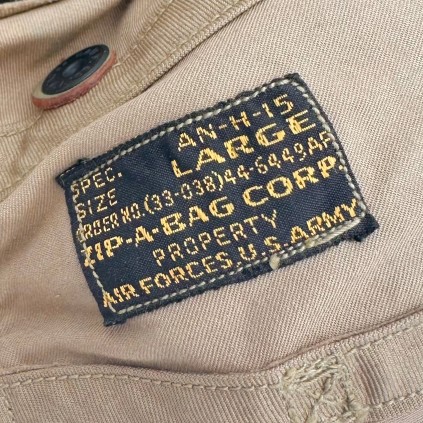 SPEC. AN-H-15
SIZE LARGE
ORDER NO.(33-038)44-6449,AF
ZIP-A-BAG CORP.
PROPERTY
AIR FORCES,U.S.ARMY